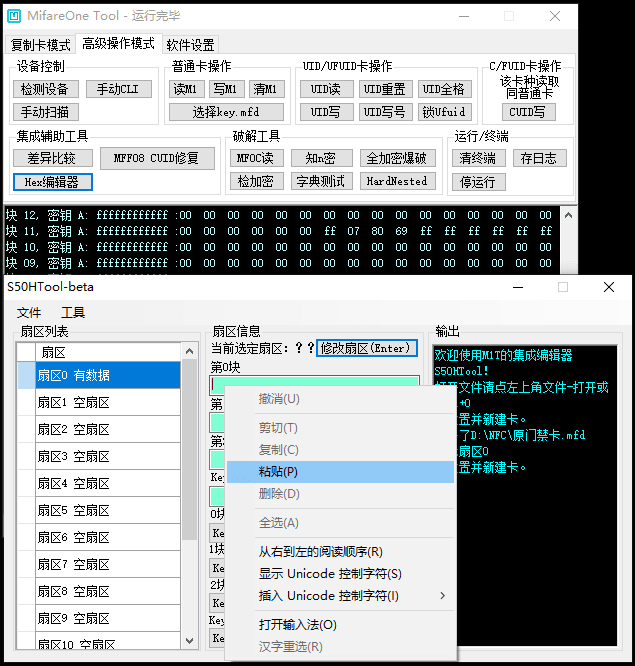 MifareOne Tool - 运行完毕
复制卡模式 高级操作模式 软件设置
设备控制
检测设备 手动CLI
手动扫描
普通卡操作
读M1 写M1 清M1
选择key.mfd
UID/UFUID卡操作
UID读 UID重置 UID全格
UID写 UID写号 锁Ufuid
C/FUID卡操作
该卡种读取
同普通卡
CUID写
集成辅助工具
差异比较 MFF08 CUID修复
Hex编辑器
破解工具
MFOC读 知n密 全加密爆破
检加密 字典测试 HardNested
运行/终端
清终端 存日志
停运行
块 12, 密钥 A: ffffffffffff :00 00 00 00 00 00 00 00 00 00 00 00 00 00 00 00
块 11, 密钥 A: ffffffffffff :00 00 00 00 00 00 ff 07 80 69 ff ff ff ff ff ff
块 10, 密钥 A: ffffffffffff :00 00 00 00 00 00 00 00 00 00 00 00 00 00 00 00
块 09, 密钥 A: ffffffffffff :00 00 00 00 00 00 00 00 00 00 00 00 00 00 00 00
S50HTool-beta
文件 工具
扇区列表
扇区
扇区0 有数据
扇区1 空扇区
扇区2 空扇区
扇区3 空扇区
扇区4 空扇区
扇区5 空扇区
扇区6 空扇区
扇区7 空扇区
扇区8 空扇区
扇区9 空扇区
扇区10 空扇区
扇区信息
当前选定扇区: ?? 修改扇区(Enter)
第0块
第
第
Key
0块
Ke
1块
Ke
2块
Ke
Key
Ke
撤消(U)
剪切(T)
复制(C)
粘贴(P)
删除(D)
全选(A)
从右到左的阅读顺序(R)
显示 Unicode 控制字符(S)
插入 Unicode 控制字符(I)
打开输入法(O)
汉字重选(R)
输出
欢迎使用M1T的集成编辑器
S50HTool!
打开文件请点左上角文件-打开或
+O
置并新建卡。
了D:\NFC\原门禁卡.mfd
扇区0
置并新建卡。